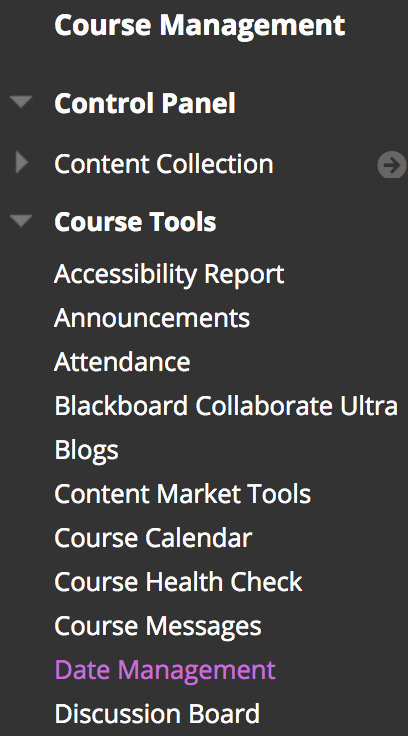 Course Management
Control Panel
Content Collection
Course Tools
Accessibility Report
Announcements
Attendance
Blackboard Collaborate Ultra
Blogs
Content Market Tools
Course Calendar
Course Health Check
Course Messages
Date Management
Discussion Board